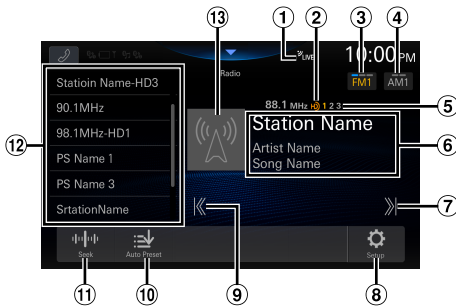 13
1
2
3
4
LIVE
10:00PM
Radio
FM1
AM1
Statioin Name-HD3
90.1MHz
98.1MHz-HD1
PS Name 1
PS Name 3
SrtationName
88.1 MHz HD 1 2 3
5
Station Name
Artist Name
Song Name
12
6
7
Seek
Auto Preset
Setup
11
10
9
8